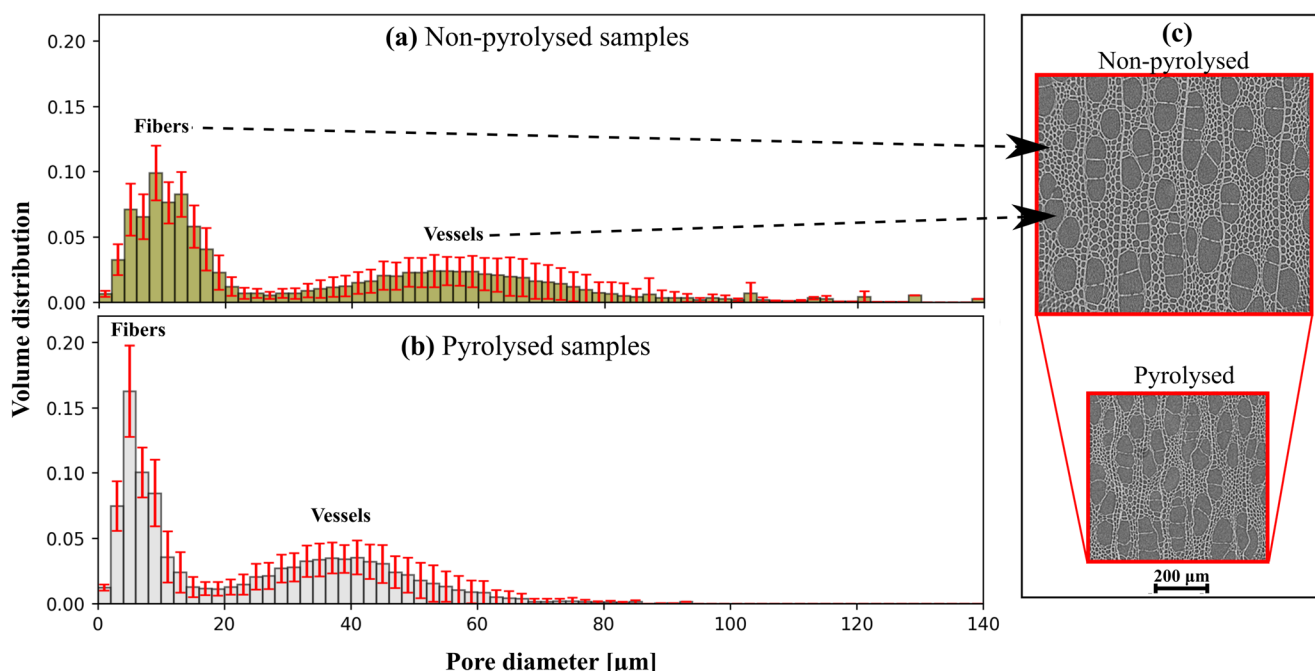 (a) Non-pyrolysed samples
Fibers
Vessels
0.20
0.15
0.10
0.05
0.00
(b) Pyrolysed samples
Fibers
Vessels
0.20
0.15
0.10
0.05
0.00
0 20 40 60 80 100 120 140
Volume distribution
Pore diameter [μm]
(c)
Non-pyrolysed
Pyrolysed
200 μm